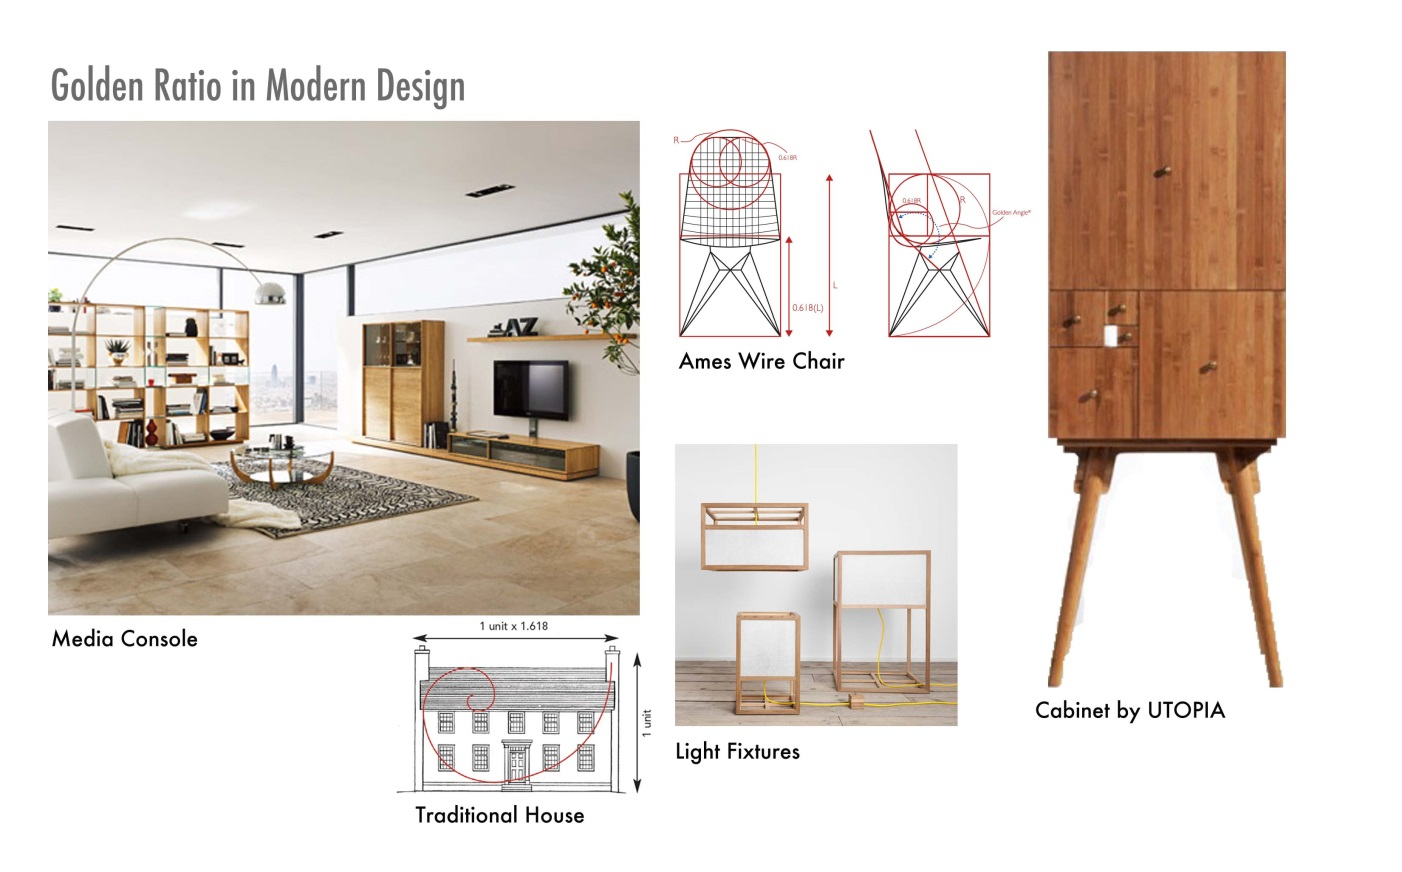 Golden Ratio in Modern Design
AZ
Media Console
R
0.618R
0.618(L)
L
0.618R
R
Golden Angle*
Ames Wire Chair
Light Fixtures
Cabinet by UTOPIA
1 unit x 1.618
1 unit
Traditional House